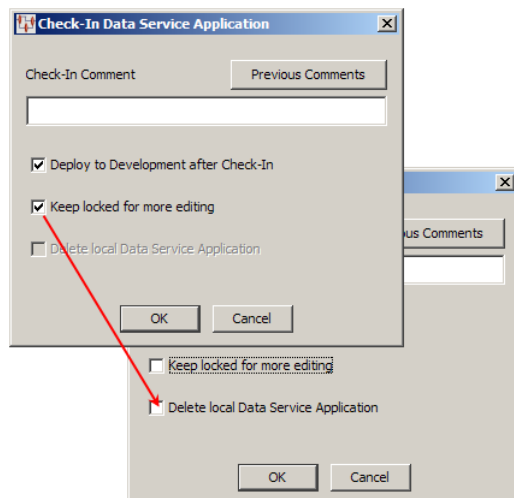 Check-In Data Service Application
Check-In Comment
Previous Comments
Deploy to Development after Check-In
Keep locked for more editing
Delete local Data Service Application
OK
Cancel
Comments
Keep locked for more editing
Delete local Data Service Application
OK
Cancel